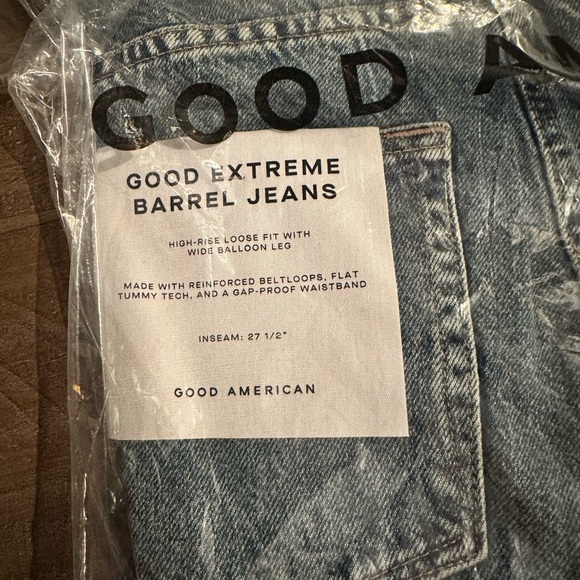 GOOD A
GOOD EXTREME
BARREL JEANS
HIGH-RISE LOOSE FIT WITH
WIDE BALLOON LEG
MADE WITH REINFORCED BELTLOOPS, FLAT
TUMMY TECH, AND A GAP-PROOF WAISTBAND
INSEAM: 27 1/2"
GOOD AMERICAN